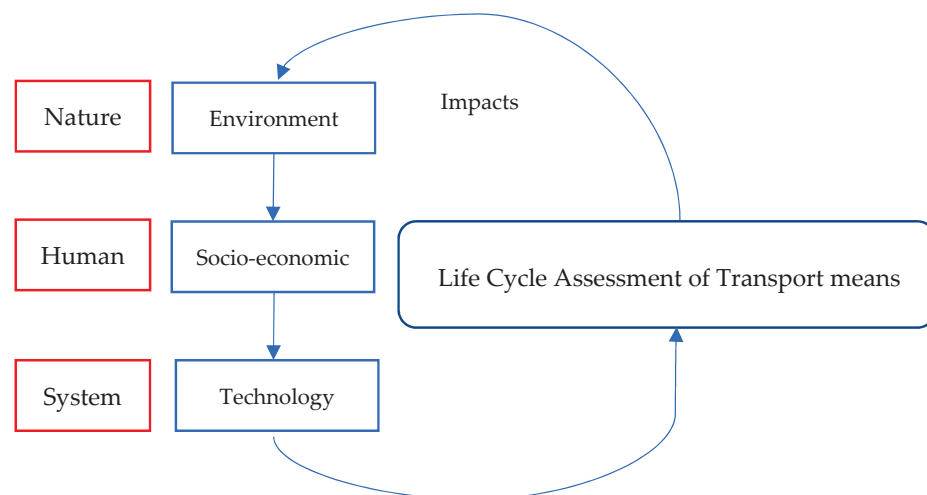 Nature
Environment
Impacts
Human
Socio-economic
Life Cycle Assessment of Transport means
System
Technology